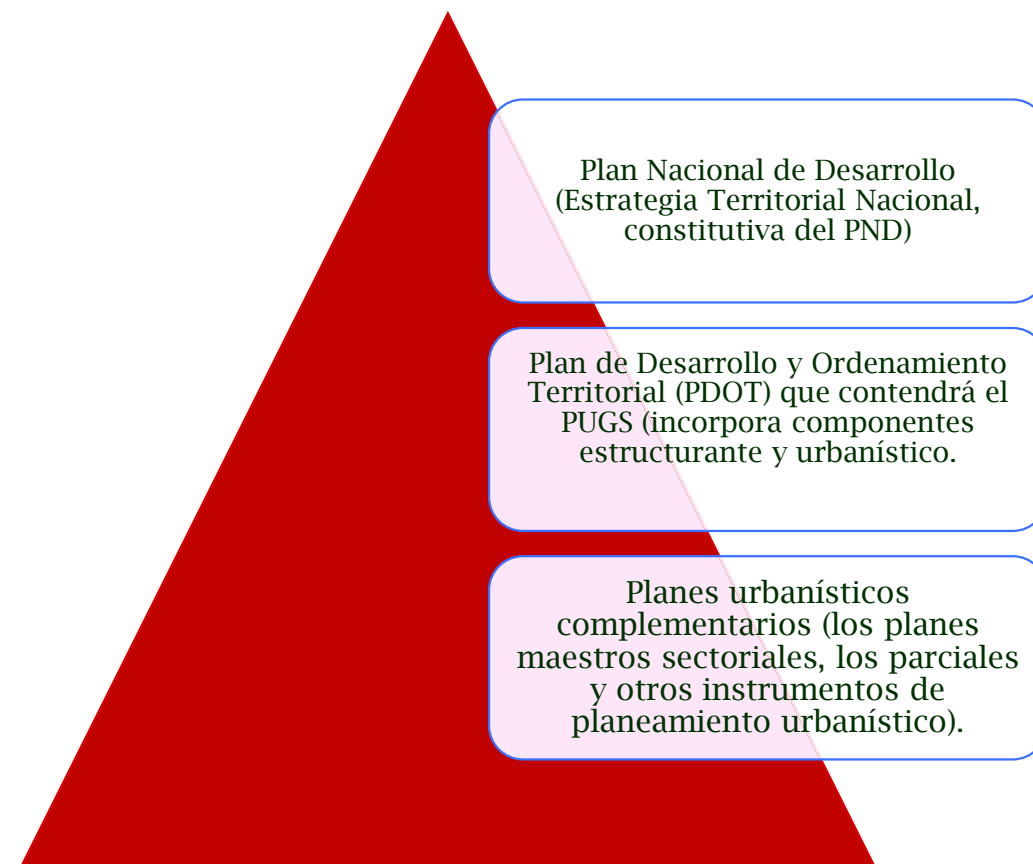 Plan Nacional de Desarrollo
(Estrategia Territorial Nacional,
constitutiva del PND)
Plan de Desarrollo y Ordenamiento
Territorial (PDOT) que contendrá el
PUGS (incorpora componentes
estructurante y urbanístico.
Planes urbanísticos
complementarios (los planes
maestros sectoriales, los parciales
y otros instrumentos de
planeamiento urbanístico).